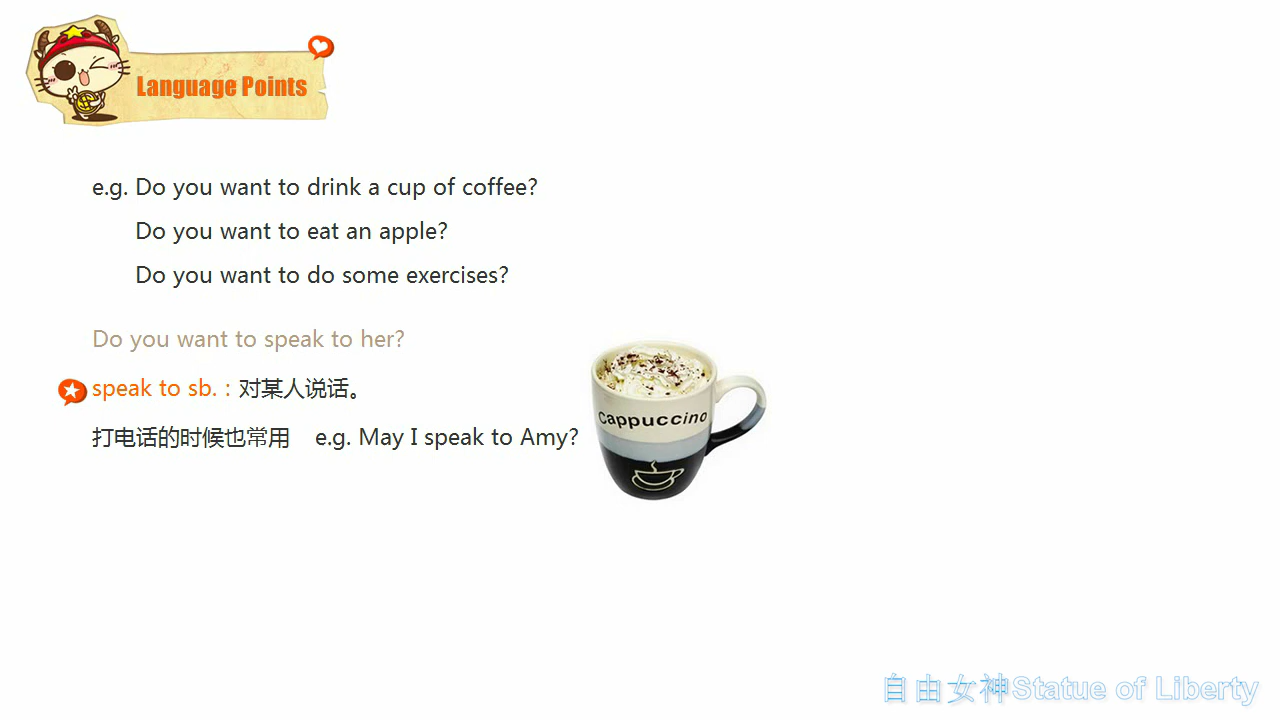 Language Points
e.g. Do you want to drink a cup of coffee?
Do you want to eat an apple?
Do you want to do some exercises?
Do you want to speak to her?
speak to sb. : 对某人说话。
打电话的时候也常用 e.g. May I speak to Amy?
Cappuccino
自由女神Statue of Liberty